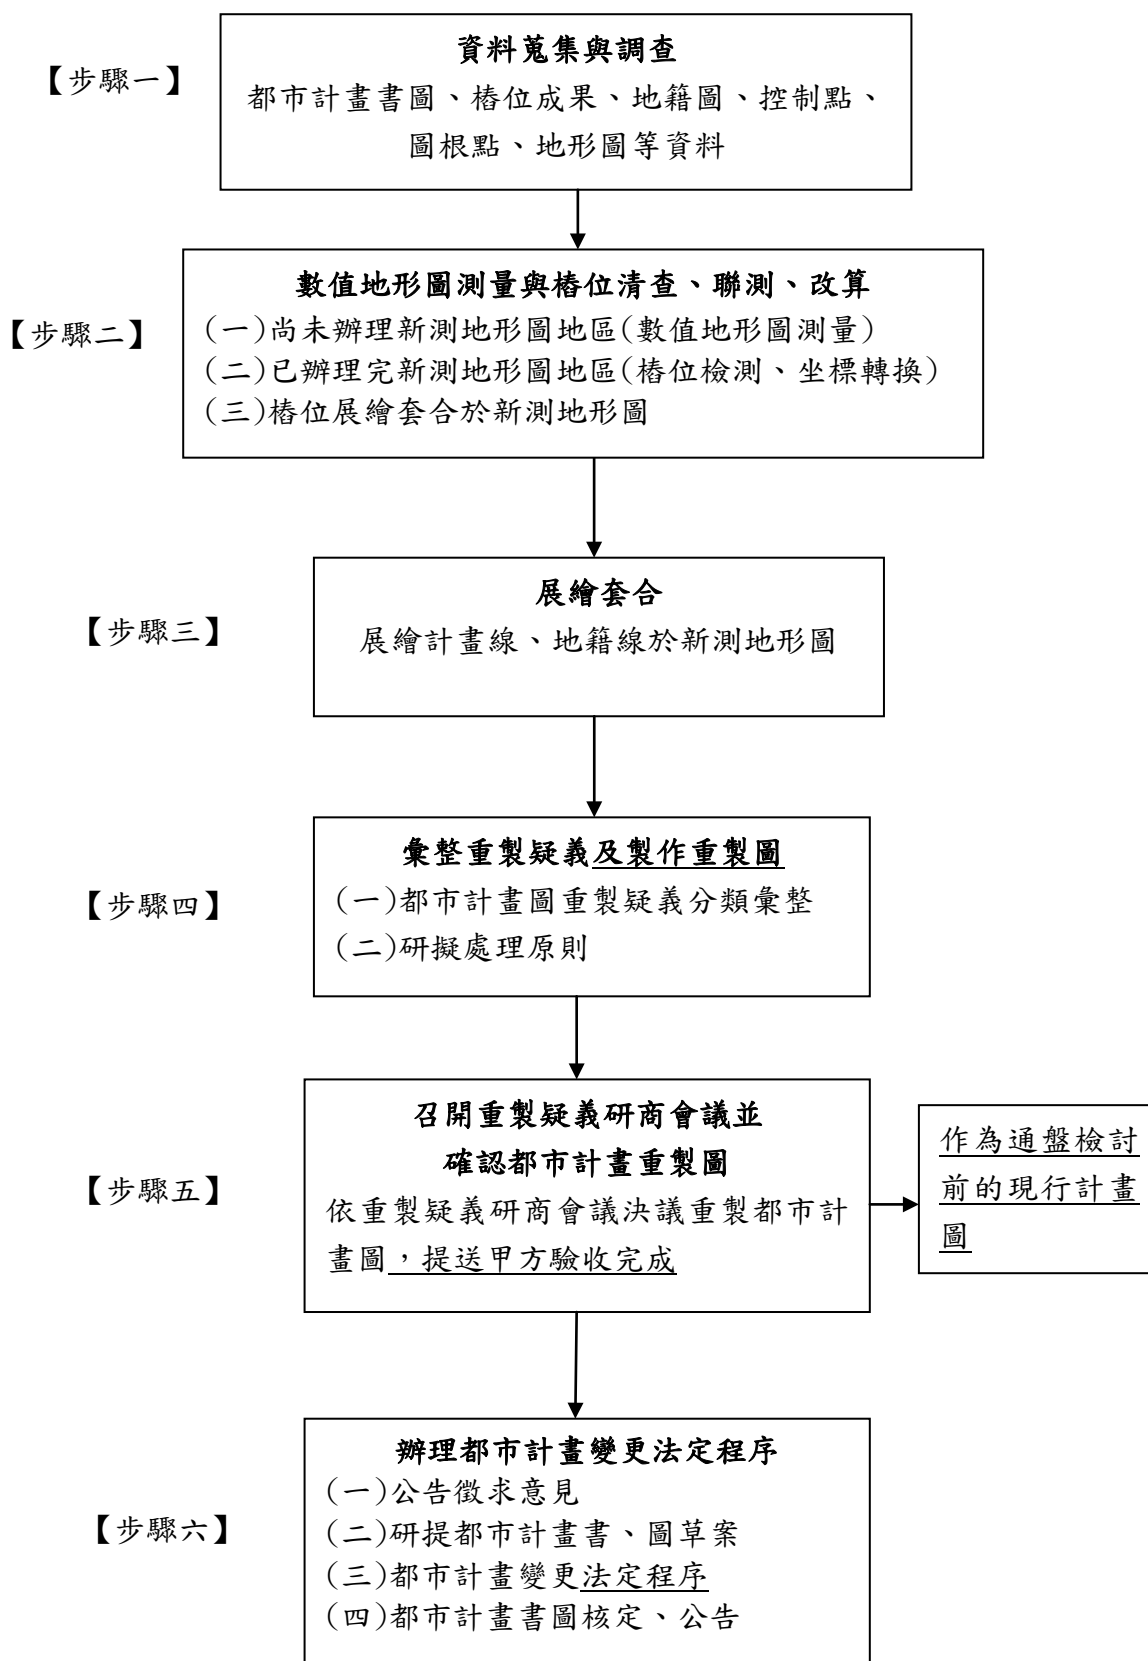 【步驟一】
資料蒐集與調查
都市計畫書圖、樁位成果、地籍圖、控制點、
圖根點、地形圖等資料
【步驟二】
數值地形圖測量與樁位清查、聯測、改算
(一)尚未辦理新測地形圖地區(數值地形圖測量)
(二)已辦理完新測地形圖地區(樁位檢測、坐標轉換)
(三)樁位展繪套合於新測地形圖
【步驟三】
展繪套合
展繪計畫線、地籍線於新測地形圖
【步驟四】
彙整重製疑義及製作重製圖
(一)都市計畫圖重製疑義分類彙整
(二)研擬處理原則
【步驟五】
召開重製疑義研商會議並
確認都市計畫重製圖
依重製疑義研商會議決議重製都市計
畫圖，提送甲方驗收完成
作為通盤檢討
前的現行計畫
圖
【步驟六】
辦理都市計畫變更法定程序
(一)公告徵求意見
(二)研提都市計畫書、圖草案
(三)都市計畫變更法定程序
(四)都市計畫書圖核定、公告